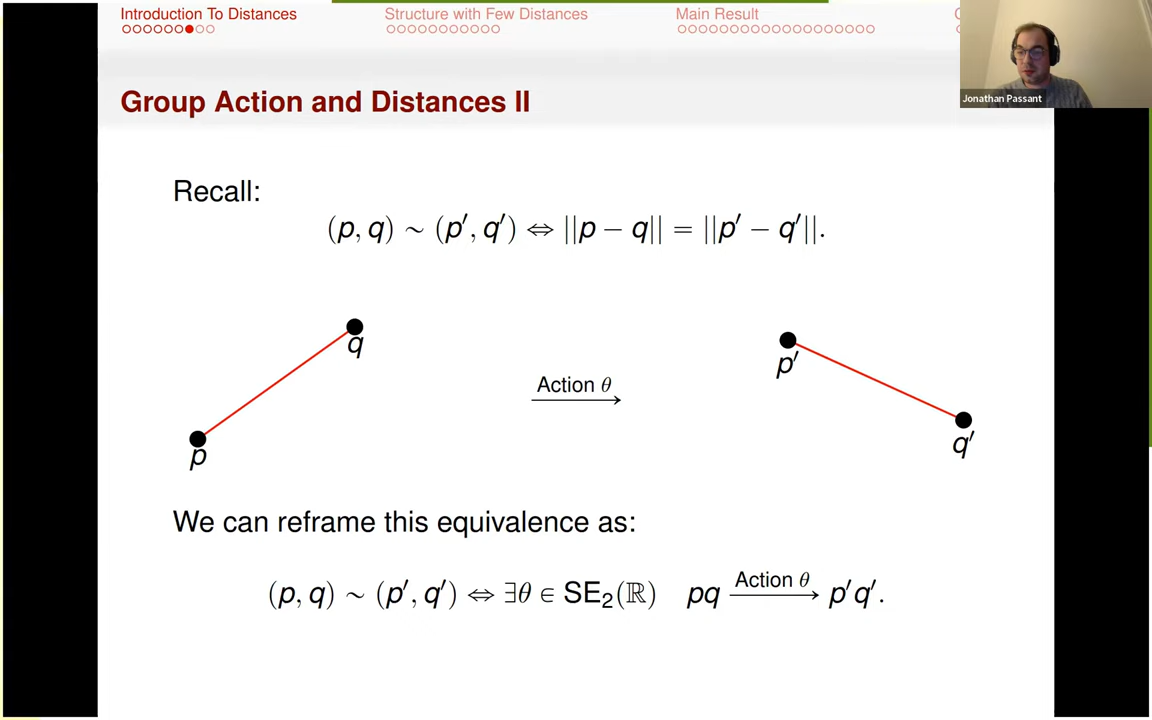 Introduction To Distances Structure with Few Distances Main Result
Jonathan Passant
Group Action and Distances II
Recall:
(p, q) ∼ (p′, q′) ⇔ ||p − q|| = ||p′ − q′||.
q
p′
Action θ
p
q′
We can reframe this equivalence as:
(p, q) ∼ (p′, q′) ⇔ ∃θ ∈ SE₂(ℝ) pq Action θ⟶ p′q′.